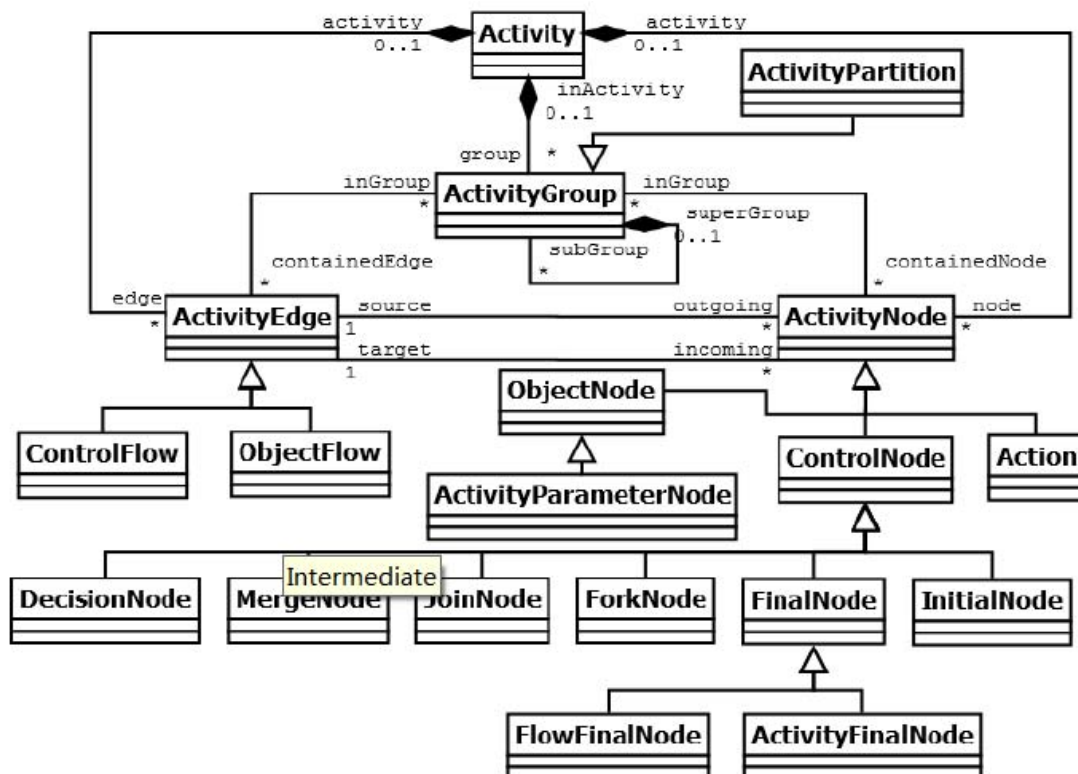 activity
activity
0..1
Activity
0..1
ActivityPartition
inActivity
0..1
group
*
inGroup
*
ActivityGroup
inGroup
*
superGroup
0..1
subGroup
*
containedEdge
*
containedNode
*
edge
*
ActivityEdge
source
1
outgoing
*
ActivityNode
node
*
target
1
incoming
*
ObjectNode
ControlFlow
ObjectFlow
ControlNode
Action
ActivityParameterNode
Intermediate
DecisionNode
MergeNode
JoinNode
ForkNode
FinalNode
InitialNode
FlowFinalNode
ActivityFinalNode